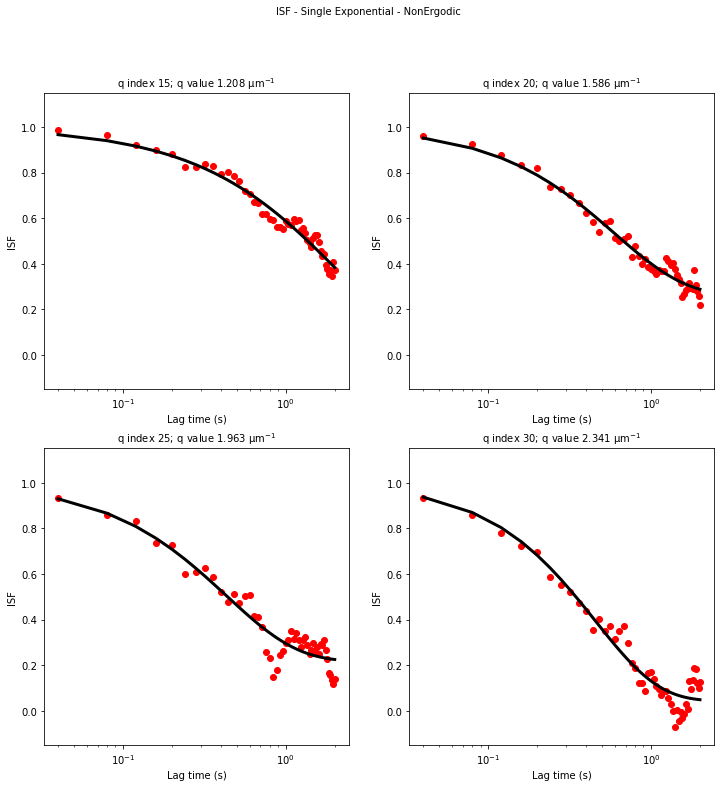 ISF - Single Exponential - NonErgodic
q index 15; q value 1.208 μm⁻¹
q index 20; q value 1.586 μm⁻¹
1.0
0.8
0.6
0.4
0.2
0.0
ISF
10⁻¹
10⁰
Lag time (s)
1.0
0.8
0.6
0.4
0.2
0.0
ISF
10⁻¹
10⁰
Lag time (s)
q index 25; q value 1.963 μm⁻¹
q index 30; q value 2.341 μm⁻¹
1.0
0.8
0.6
0.4
0.2
0.0
ISF
10⁻¹
10⁰
Lag time (s)
1.0
0.8
0.6
0.4
0.2
0.0
ISF
10⁻¹
10⁰
Lag time (s)